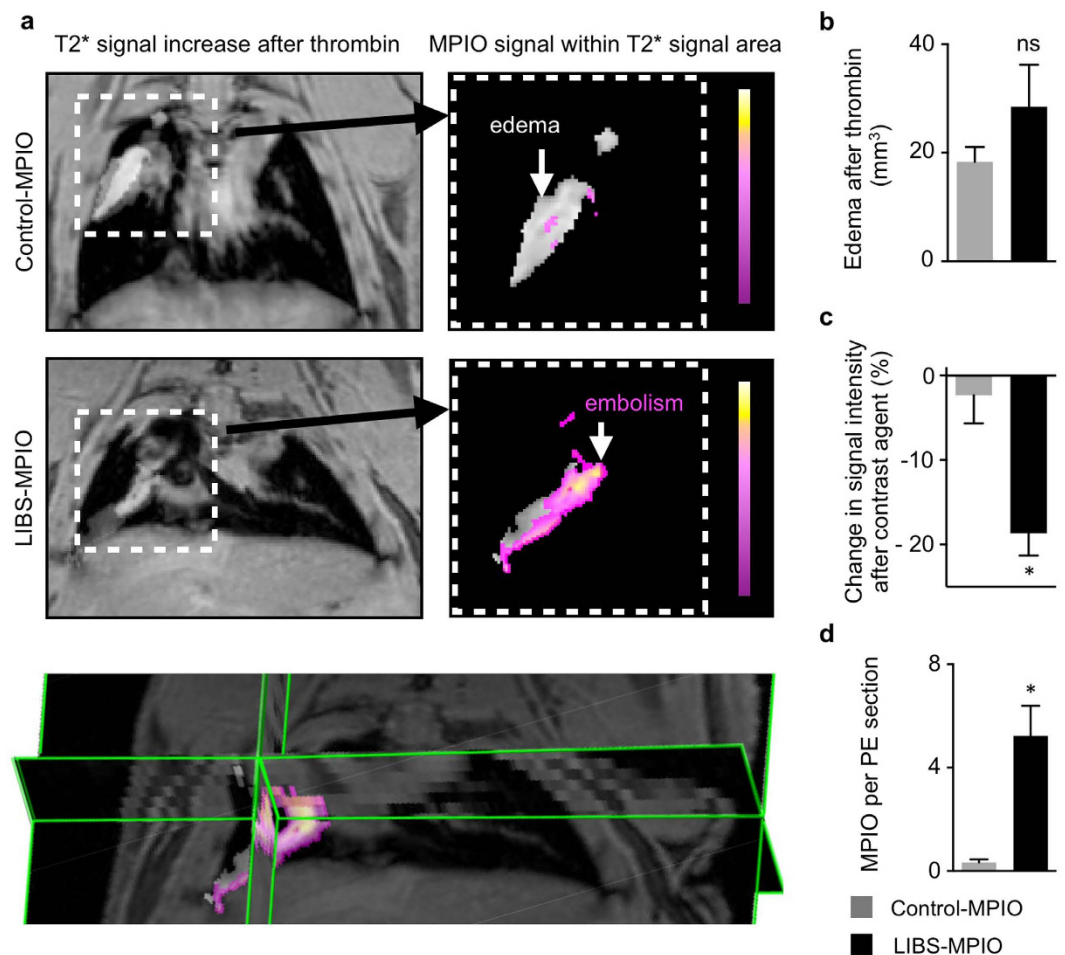 a
T2* signal increase after thrombin
MPIO signal within T2* signal area
Control-MPIO
edema
LIBS-MPIO
embolism
b
Edema after thrombin
(mm³)
40
20
0
ns
c
Change in signal intensity
after contrast agent (%)
0
-10
- 20
*
d
MPIO per PE section
8
4
0
*
Control-MPIO
LIBS-MPIO